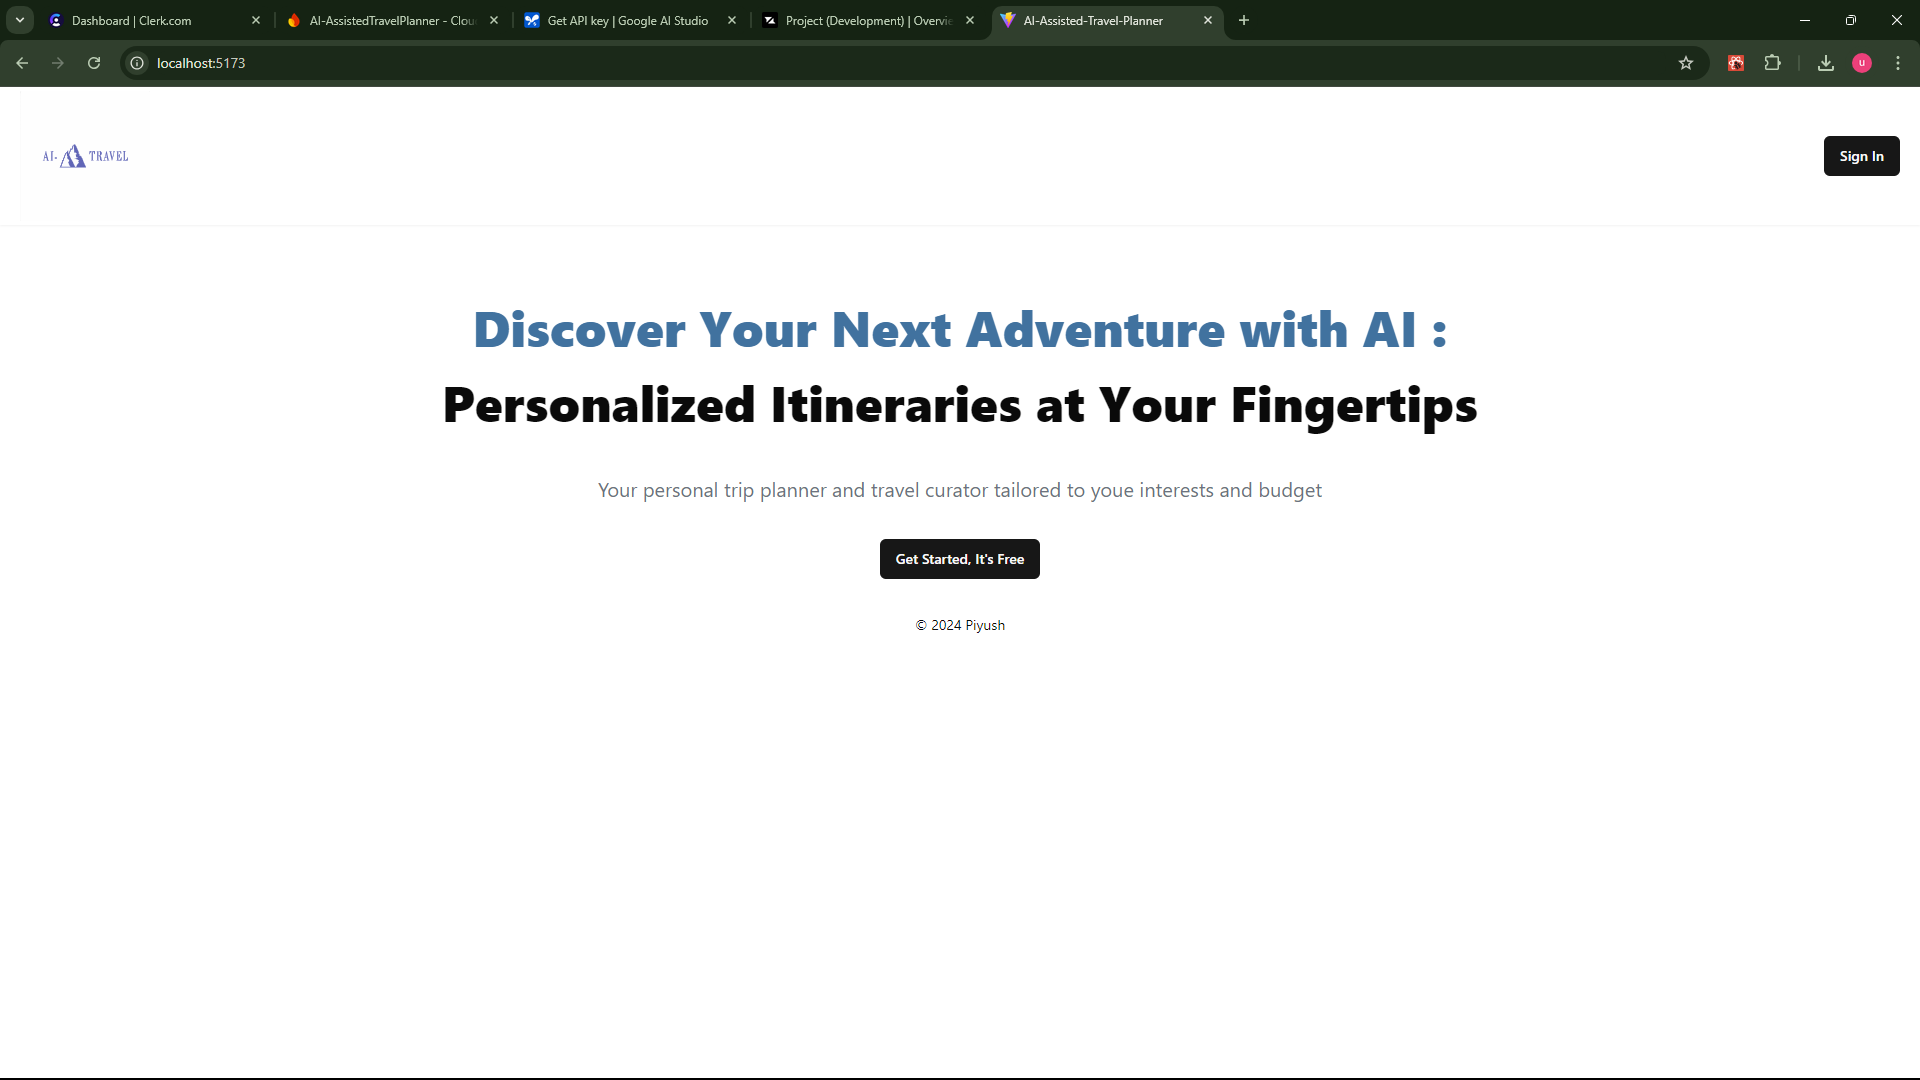 Dashboard | Clerk.com
AI-AssistedTravelPlanner - Clou
Get API key | Google AI Studio
Project (Development) | Overvie
AI-Assisted-Travel-Planner
localhost:5173
u
AI- TRAVEL
Sign In
Discover Your Next Adventure with AI :
Personalized Itineraries at Your Fingertips
Your personal trip planner and travel curator tailored to youe interests and budget
Get Started, It's Free
© 2024 Piyush